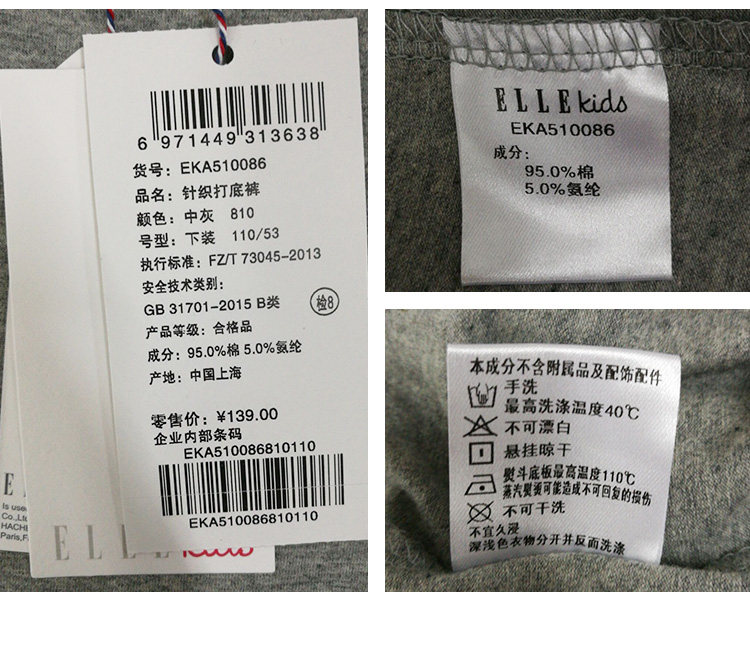 6 971449 313638
货号: EKA510086
品名: 针织打底裤
颜色: 中灰 810
号型: 下装 110/53
执行标准: FZ/T 73045-2013
安全技术类别:
GB 31701-2015 B类
检8
产品等级: 合格品
成分: 95.0%棉 5.0%氨纶
产地: 中国上海
零售价: ¥139.00
企业内部条码
EKA510086810110
EKA510086810110
Is use
Co.,Ltd
HACHE
Paris,F
ELLE kids
ELLE kids
EKA510086
成分:
95.0%棉
5.0%氨纶
本成分不含附属品及配饰配件
手洗
最高洗涤温度40℃
不可漂白
悬挂晾干
熨斗底板最高温度110℃
蒸汽熨烫可能造成不可回复的损伤
不可干洗
不宜久浸
深浅色衣物分开并反面洗涤